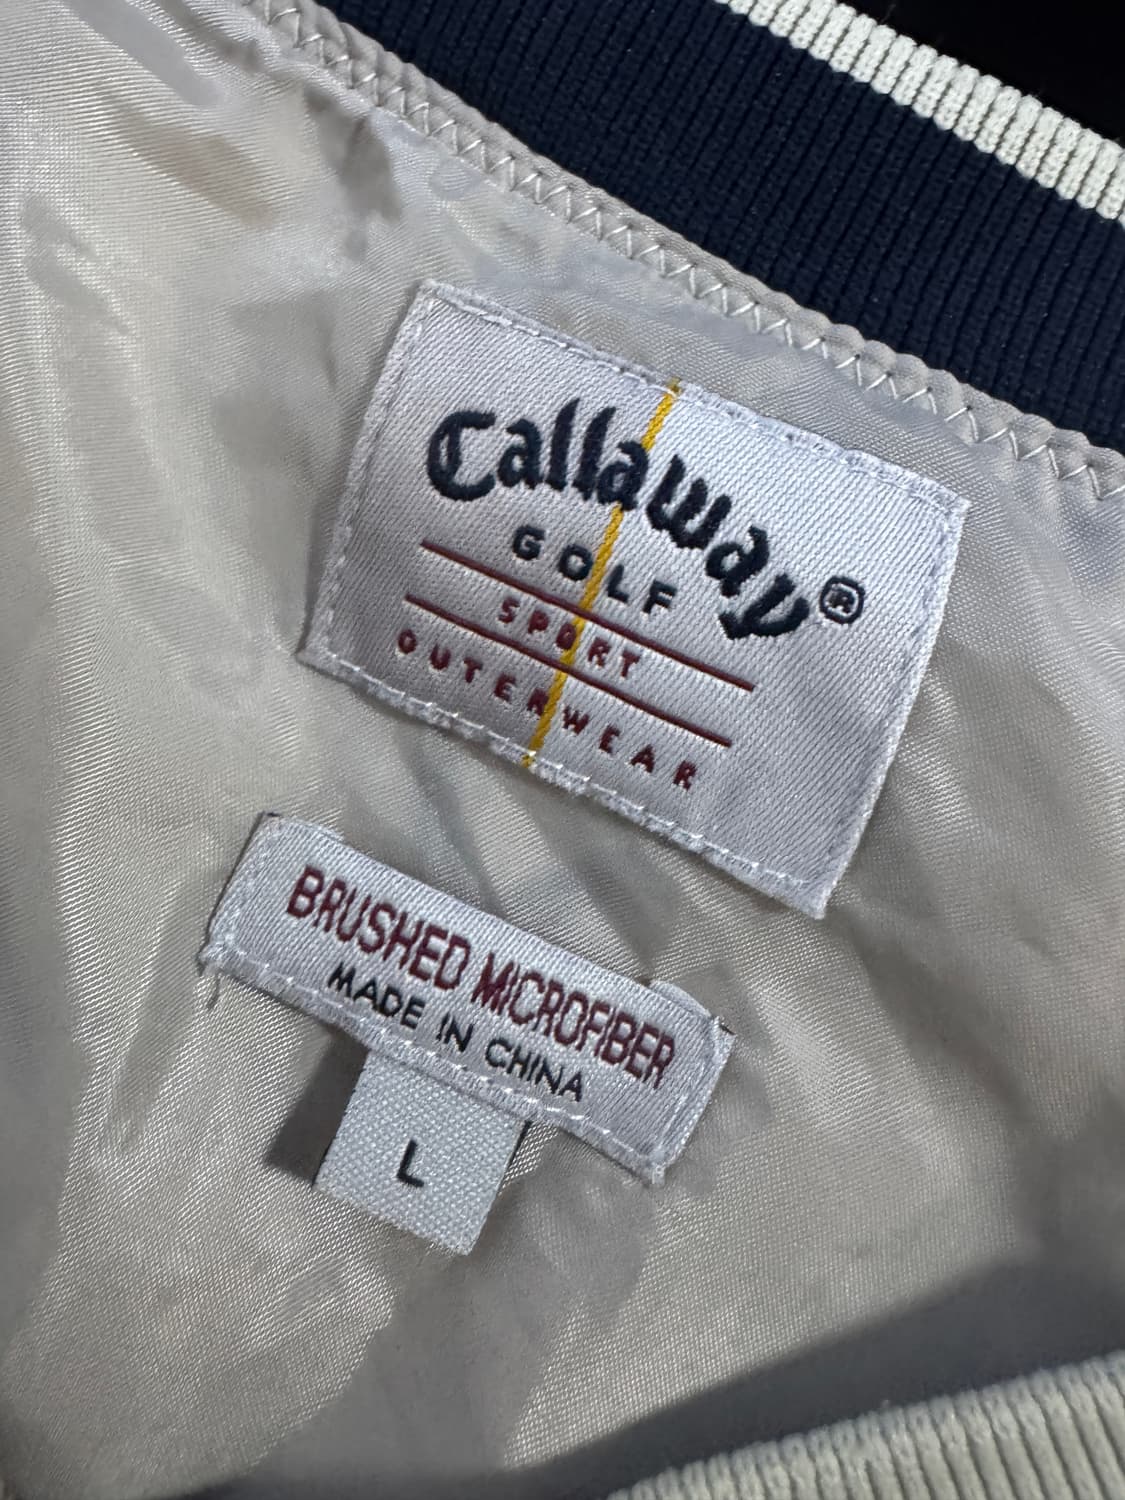 Callaway®
GOLF
SPORT
OUTERWEAR
BRUSHED MICROFIBER
MADE IN CHINA
L